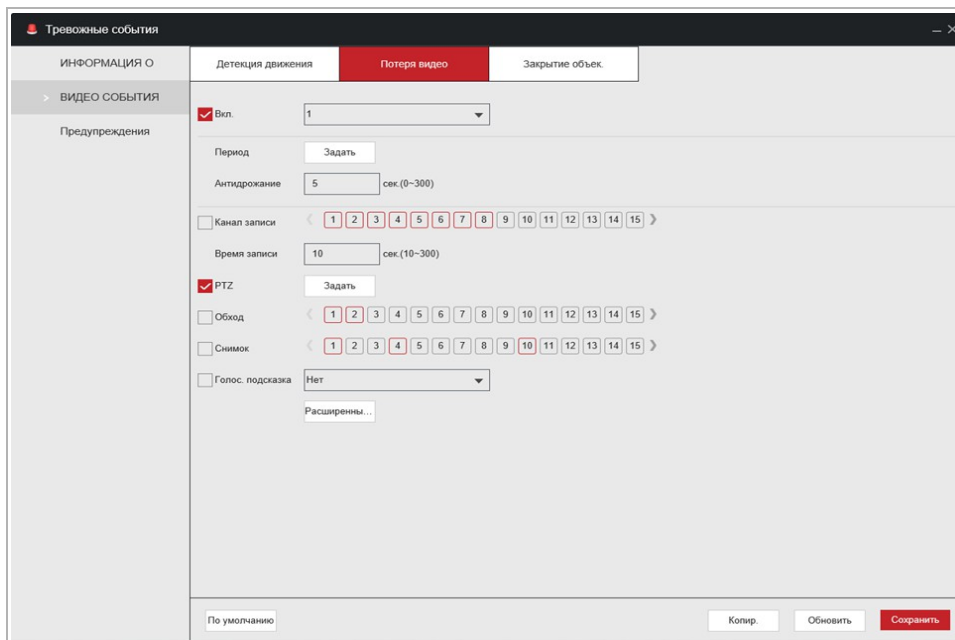 Тревожные события
ИНФОРМАЦИЯ О
ВИДЕО СОБЫТИЯ
Предупреждения
Детекция движения
Потеря видео
Закрытие объек.
Вкл.
1
Период
Задать
Антидрожание
5
сек.(0~300)
Канал записи
1 2 3 4 5 6 7 8 9 10 11 12 13 14 15
Время записи
10
сек.(10~300)
PTZ
Задать
Обход
1 2 3 4 5 6 7 8 9 10 11 12 13 14 15
Снимок
1 2 3 4 5 6 7 8 9 10 11 12 13 14 15
Голос. подсказка
Нет
Расширенны...
По умолчанию
Копир.
Обновить
Сохранить